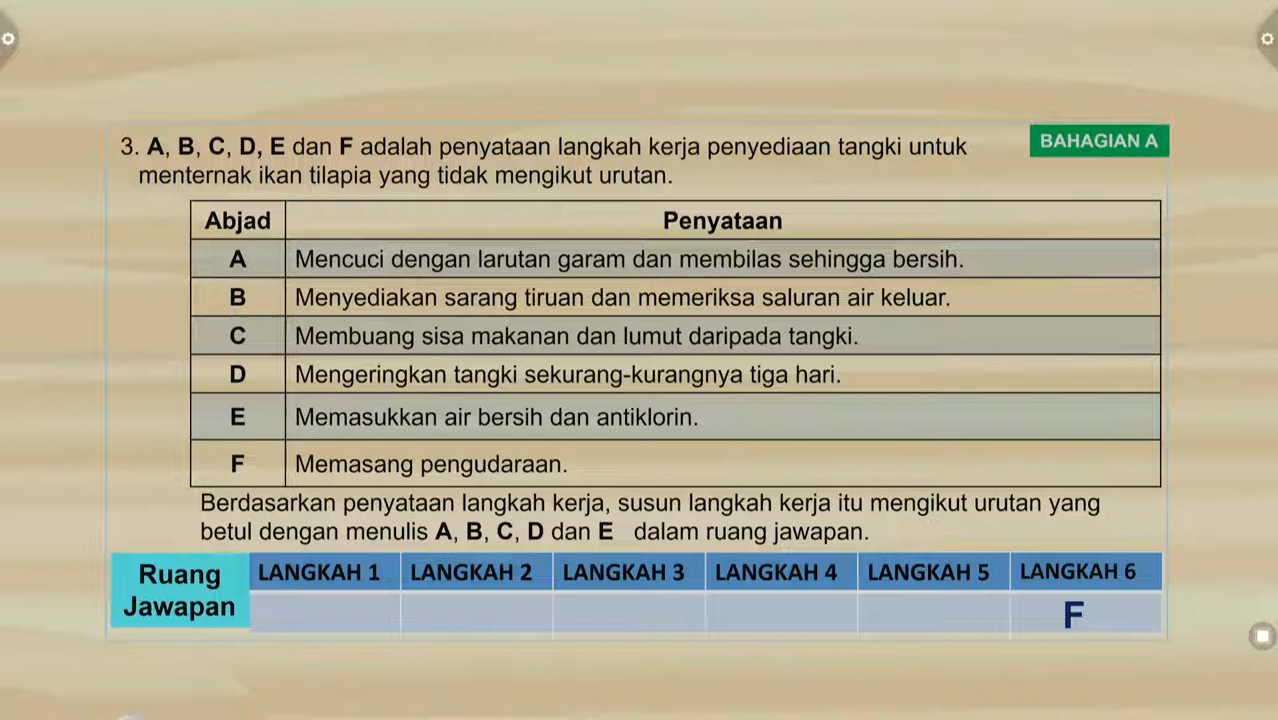 3. A, B, C, D, E dan F adalah penyataan langkah kerja penyediaan tangki untuk
menternak ikan tilapia yang tidak mengikut urutan.
BAHAGIAN A
Abjad Penyataan
A Mencuci dengan larutan garam dan membilas sehingga bersih.
B Menyediakan sarang tiruan dan memeriksa saluran air keluar.
C Membuang sisa makanan dan lumut daripada tangki.
D Mengeringkan tangki sekurang-kurangnya tiga hari.
E Memasukkan air bersih dan antiklorin.
F Memasang pengudaraan.
Berdasarkan penyataan langkah kerja, susun langkah kerja itu mengikut urutan yang
betul dengan menulis A, B, C, D dan E dalam ruang jawapan.
Ruang
Jawapan
LANGKAH 1 LANGKAH 2 LANGKAH 3 LANGKAH 4 LANGKAH 5 LANGKAH 6
F